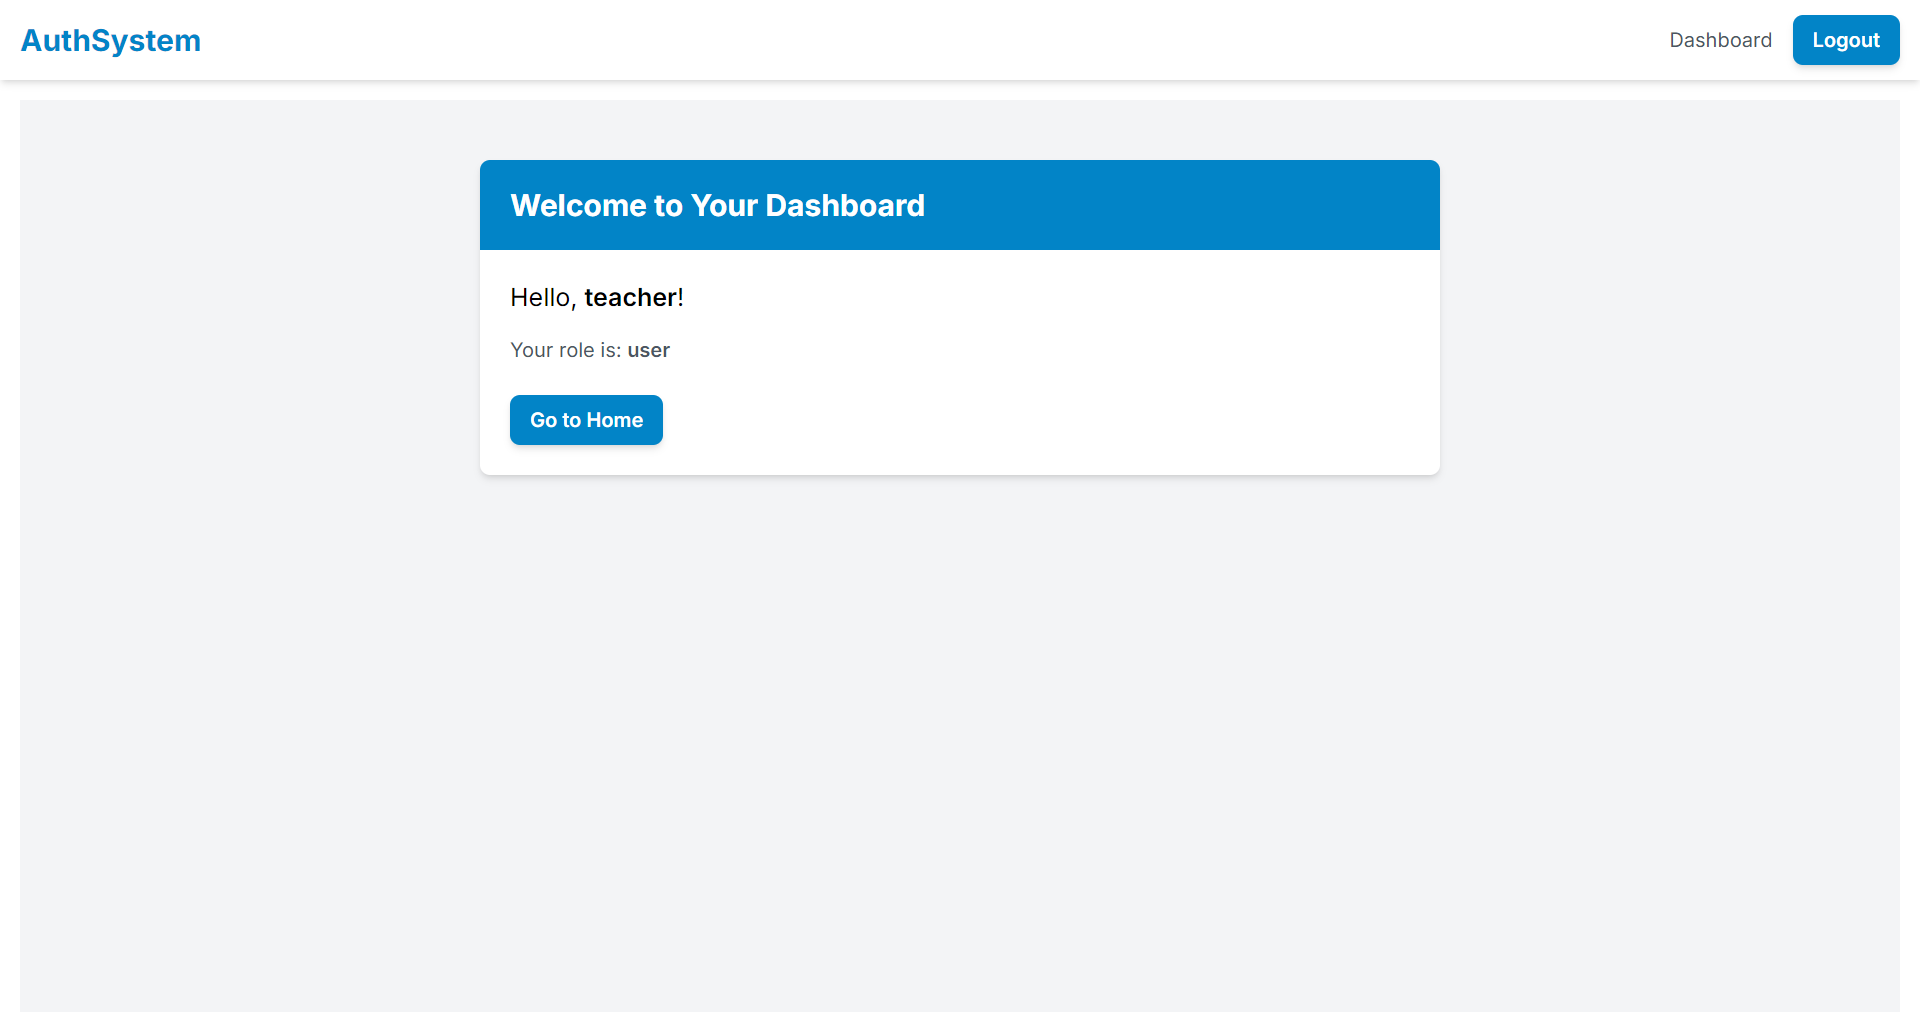 AuthSystem
Dashboard
Logout
Welcome to Your Dashboard
Hello, teacher!
Your role is: user
Go to Home